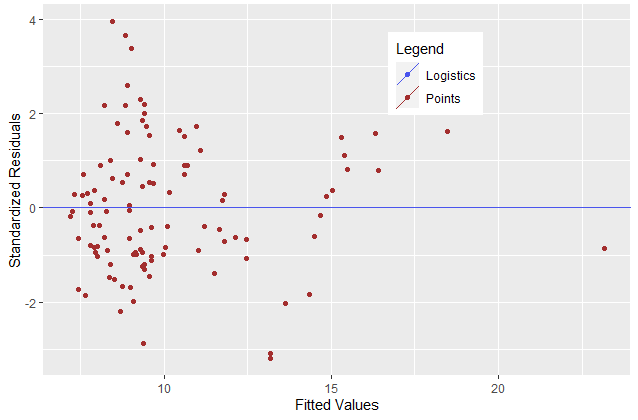 4
2
0
-2
Standardized Residuals
Legend
Logistics
Points
10
15
20
Fitted Values